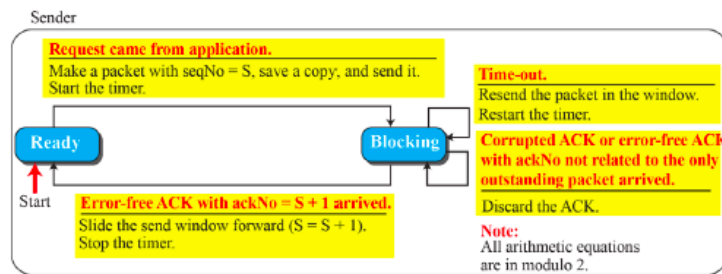 Sender
Request came from application.
Make a packet with seqNo = S, save a copy, and send it.
Start the timer.
Time-out.
Resend the packet in the window.
Restart the timer.
Ready
Blocking
Corrupted ACK or error-free ACK
with ackNo not related to the only
outstanding packet arrived.
Discard the ACK.
Start
Error-free ACK with ackNo = S + 1 arrived.
Slide the send window forward (S = S + 1).
Stop the timer.
Note:
All arithmetic equations
are in modulo 2.